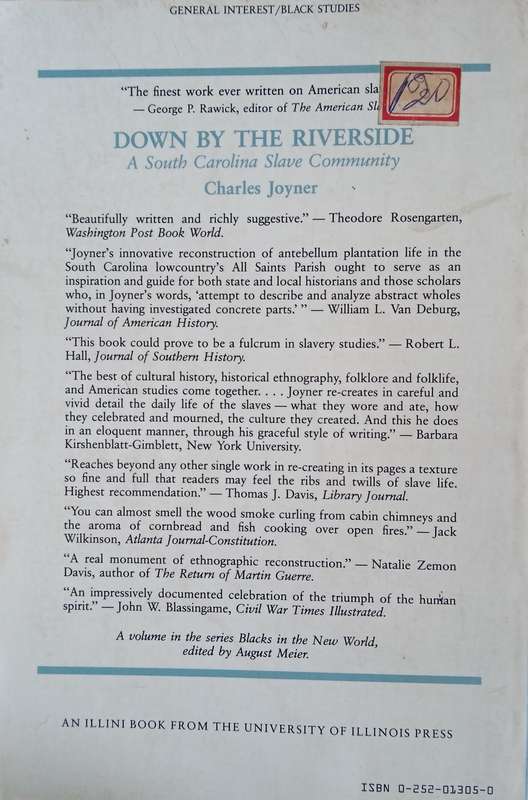 GENERAL INTEREST/BLACK STUDIES
"The finest work ever written on American
— George P. Rawick, editor of The American
DOWN BY THE RIVERSIDE
A South Carolina Slave Community
Charles Joyner
"Beautifully written and richly suggestive." — Theodore Rosengarten,
Washington Post Book World.
"Joyner's innovative reconstruction of antebellum plantation life in the
South Carolina lowcountry's All Saints Parish ought to serve as an
inspiration and guide for both state and local historians and those scholars
who, in Joyner's words, 'attempt to describe and analyze abstract wholes
without having investigated concrete parts.' " — William L. Van Deburg,
Journal of American History.
"This book could prove to be a fulcrum in slavery studies." — Robert L.
Hall, Journal of Southern History.
"The best of cultural history, historical ethnography, folklore and folklife,
and American studies come together. . . . Joyner re-creates in careful and
vivid detail the daily life of the slaves — what they wore and ate, how
they celebrated and mourned, the culture they created. And this he does
in an eloquent manner, through his graceful style of writing." — Barbara
Kirshenblatt-Gimblett, New York University.
"Reaches beyond any other single work in re-creating in its pages a texture
so fine and full that readers may feel the ribs and twills of slave life.
Highest recommendation." — Thomas J. Davis, Library Journal.
"You can almost smell the wood smoke curling from cabin chimneys and
the aroma of cornbread and fish cooking over open fires." — Jack
Wilkinson, Atlanta Journal-Constitution.
"A real monument of ethnographic reconstruction." — Natalie Zemon
Davis, author of The Return of Martin Guerre.
"An impressively documented celebration of the triumph of the human
spirit." — John W. Blassingame, Civil War Times Illustrated.
A volume in the series Blacks in the New World,
edited by August Meier.
AN ILLINI BOOK FROM THE UNIVERSITY OF ILLINOIS PRESS
ISBN 0-252-01305-0